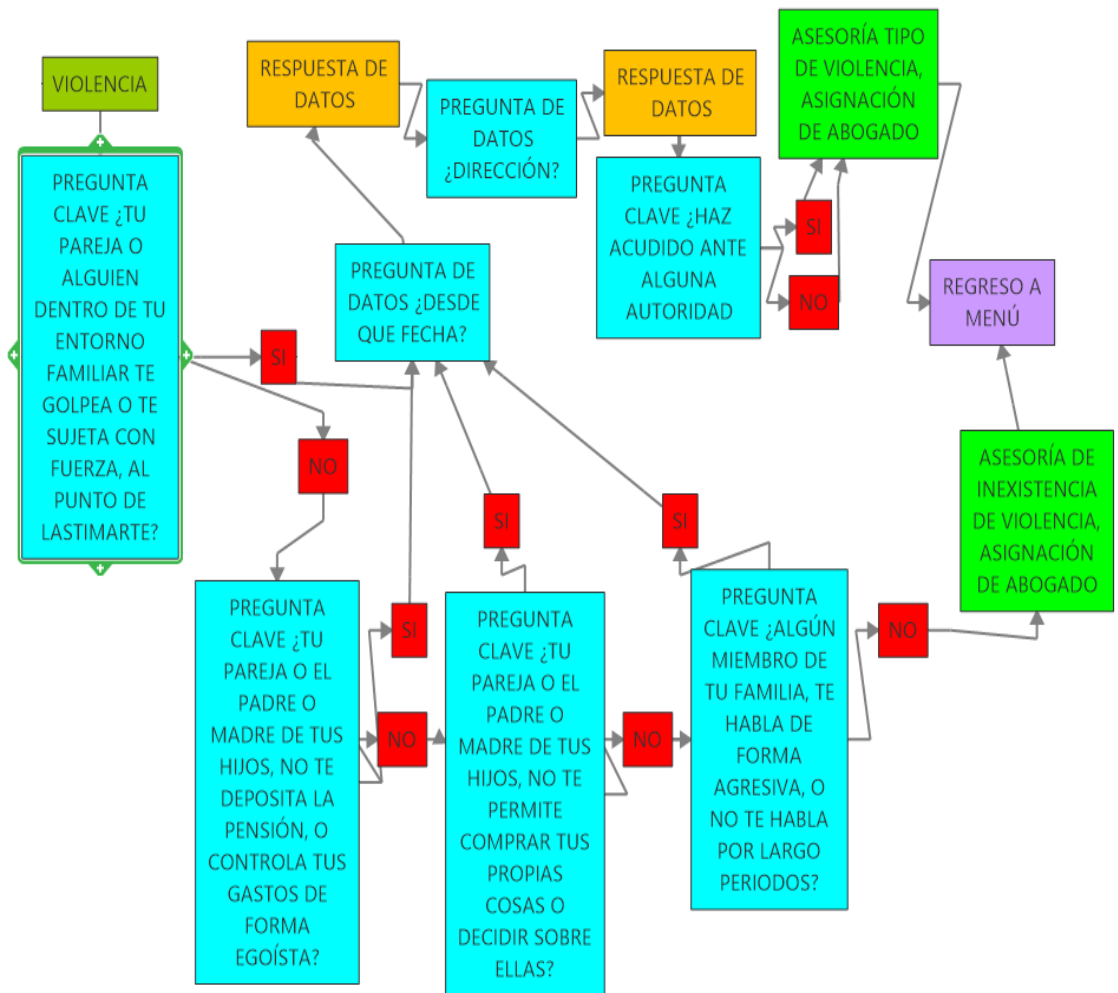 VIOLENCIA
PREGUNTA
CLAVE ¿TU
PAREJA O
ALGUIEN
DENTRO DE TU
ENTORNO
FAMILIAR TE
GOLPEA O TE
SUJETA CON
FUERZA, AL
PUNTO DE
LASTIMARTE?
SI
NO
PREGUNTA
CLAVE ¿TU
PAREJA O EL
PADRE O
MADRE DE TUS
HIJOS, NO TE
DEPOSITA LA
PENSIÓN, O
CONTROLA TUS
GASTOS DE
FORMA
EGOÍSTA?
SI
NO
PREGUNTA
CLAVE ¿TU
PAREJA O EL
PADRE O
MADRE DE TUS
HIJOS, NO TE
PERMITE
COMPRAR TUS
PROPIAS
COSAS O
DECIDIR SOBRE
ELLAS?
SI
NO
PREGUNTA
CLAVE ¿ALGÚN
MIEMBRO DE
TU FAMILIA, TE
HABLA DE
FORMA
AGRESIVA, O
NO TE HABLA
POR LARGO
PERIODOS?
SI
NO
PREGUNTA DE
DATOS ¿DESDE
QUE FECHA?
RESPUESTA DE
DATOS
PREGUNTA DE
DATOS
¿DIRECCIÓN?
RESPUESTA DE
DATOS
PREGUNTA
CLAVE ¿HAZ
ACUDIDO ANTE
ALGUNA
AUTORIDAD
SI
NO
ASESORÍA TIPO
DE VIOLENCIA,
ASIGNACIÓN
DE ABOGADO
REGRESO A
MENÚ
ASESORÍA DE
INEXISTENCIA
DE VIOLENCIA,
ASIGNACIÓN
DE ABOGADO